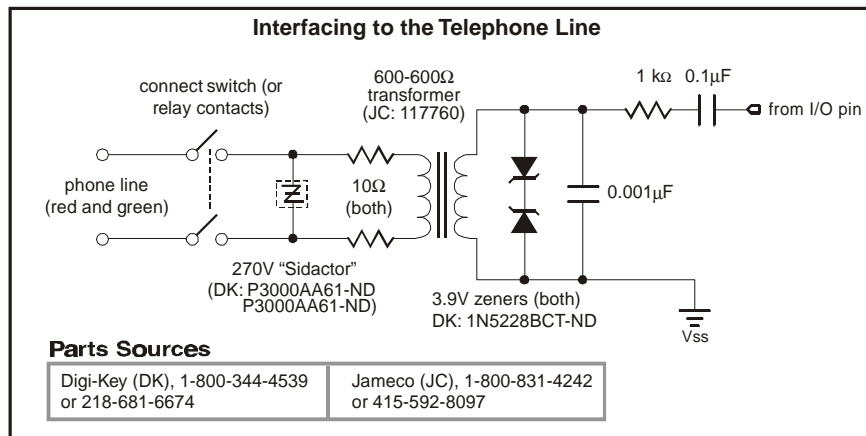 Interfacing to the Telephone Line
connect switch (or
relay contacts)
600-600Ω
transformer
(JC: 117760)
1 kΩ
0.1µF
from I/O pin
phone line
(red and green)
10Ω
(both)
0.001µF
270V “Sidactor”
(DK: P3000AA61-ND
P3000AA61-ND)
3.9V zeners (both)
DK: 1N5228BCT-ND
Vss
Parts Sources
Digi-Key (DK), 1-800-344-4539
or 218-681-6674
Jameco (JC), 1-800-831-4242
or 415-592-8097